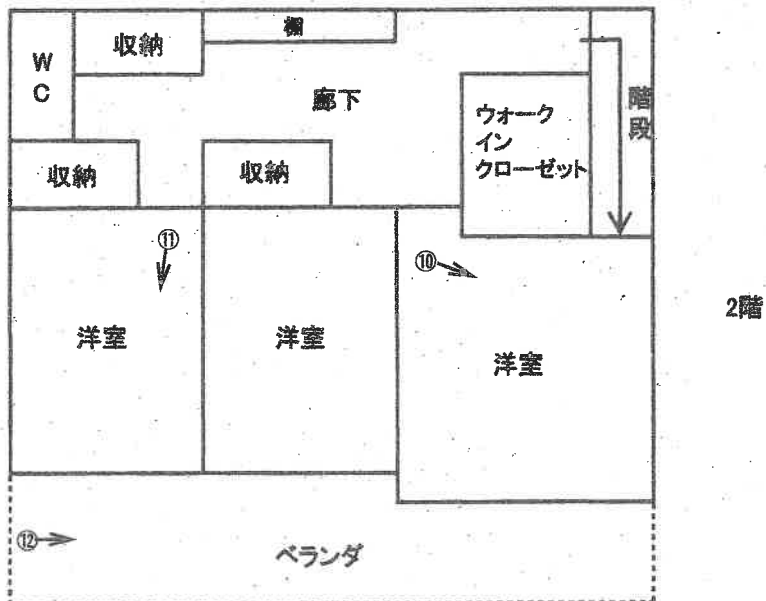 棚
収納
WC
廊下
階段
ウォーク
イン
クローゼット
収納
収納
⑪
⑩
2階
洋室
洋室
洋室
⑫
ベランダ